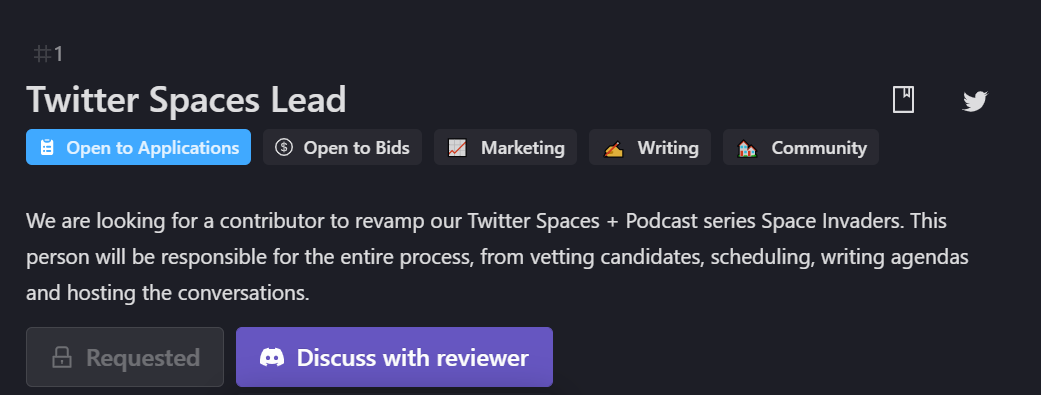 #1
Twitter Spaces Lead
Open to Applications Open to Bids Marketing Writing Community
We are looking for a contributor to revamp our Twitter Spaces + Podcast series Space Invaders. This
person will be responsible for the entire process, from vetting candidates, scheduling, writing agendas
and hosting the conversations.
Requested Discuss with reviewer